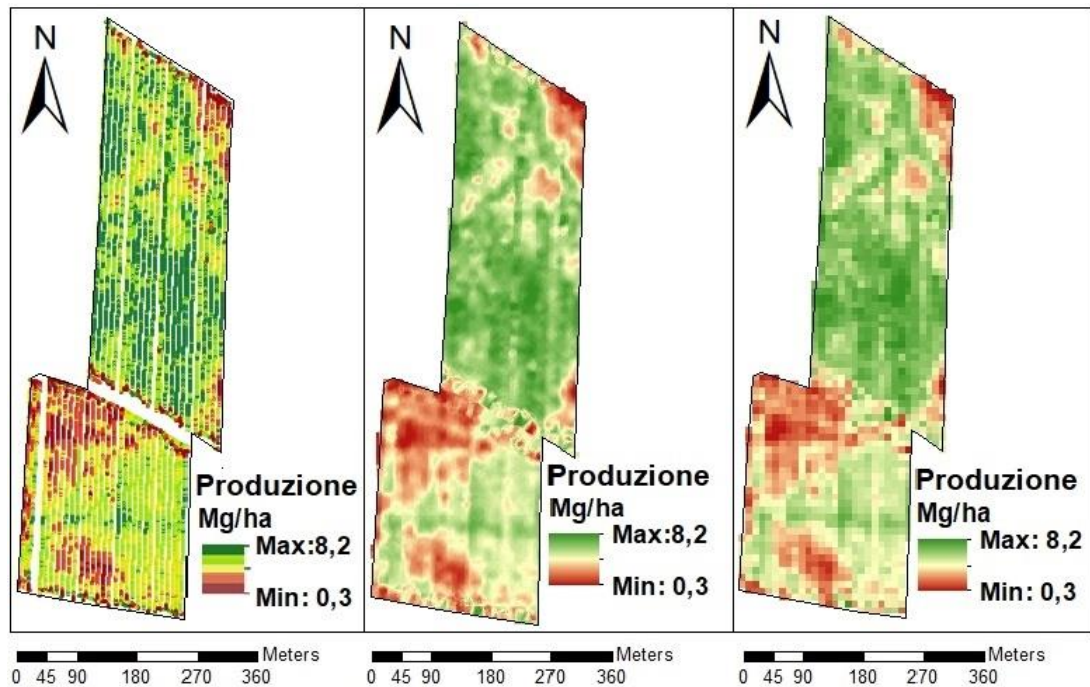 N
N
N
Produzione
Mg/ha
Max:8,2
Min: 0,3
Produzione
Mg/ha
Max:8,2
Min: 0,3
Produzione
Mg/ha
Max: 8,2
Min: 0,3
Meters
0 45 90 180 270 360
Meters
0 45 90 180 270 360
Meters
0 45 90 180 270 360